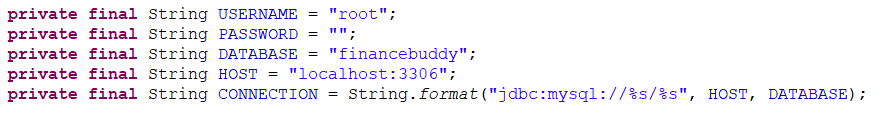 private final String USERNAME = "root";
private final String PASSWORD = "";
private final String DATABASE = "financebuddy";
private final String HOST = "localhost:3306";
private final String CONNECTION = String.format("jdbc:mysql://%s/%s", HOST, DATABASE);